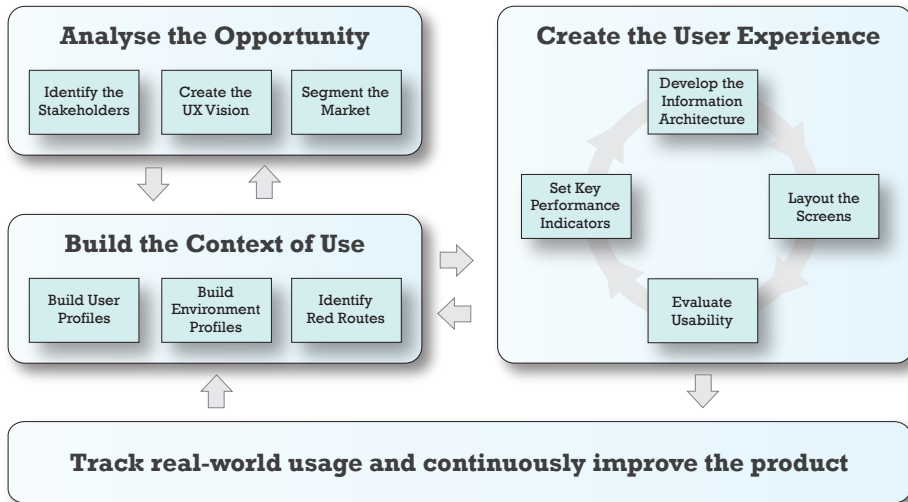 Analyse the Opportunity
Identify the
Stakeholders
Create the
UX Vision
Segment the
Market
Build the Context of Use
Build User
Profiles
Build
Environment
Profiles
Identify
Red Routes
Create the User Experience
Develop the
Information
Architecture
Set Key
Performance
Indicators
Layout the
Screens
Evaluate
Usability
Track real-world usage and continuously improve the product